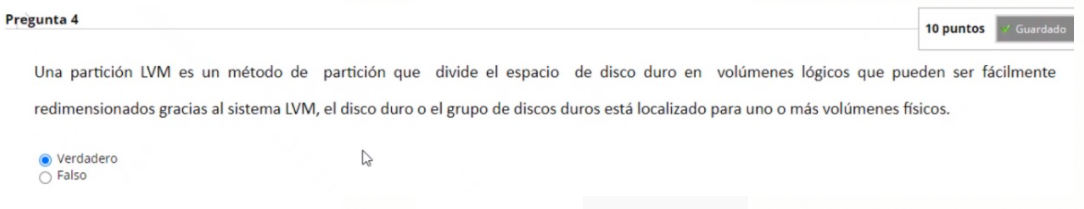 Pregunta 4
10 puntos
Guardado
Una partición LVM es un método de partición que divide el espacio de disco duro en volúmenes lógicos que pueden ser fácilmente
redimensionados gracias al sistema LVM, el disco duro o el grupo de discos duros está localizado para uno o más volúmenes físicos.
Verdadero
Falso